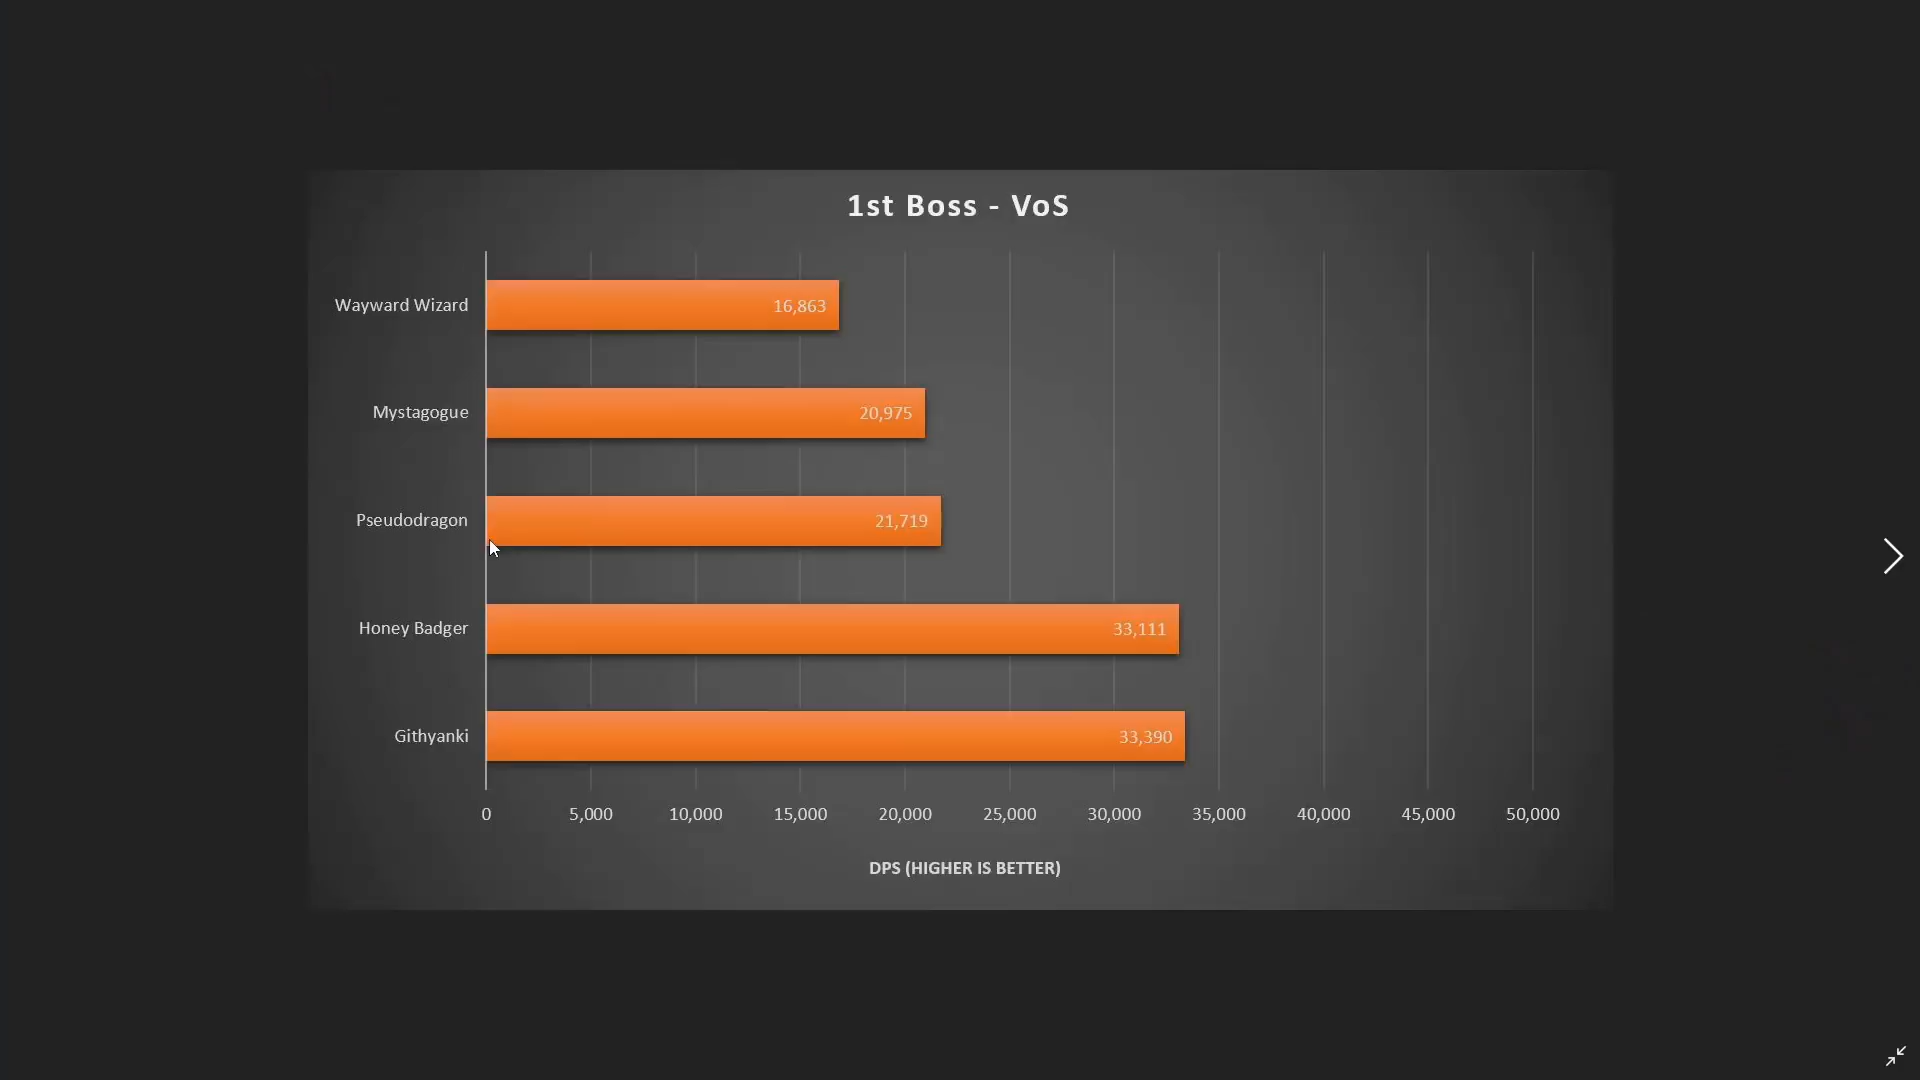 1st Boss - VoS
Wayward Wizard
16,863
Mystagogue
20,975
Pseudodragon
21,719
Honey Badger
33,111
Githyanki
33,390
0 5,000 10,000 15,000 20,000 25,000 30,000 35,000 40,000 45,000 50,000
DPS (HIGHER IS BETTER)